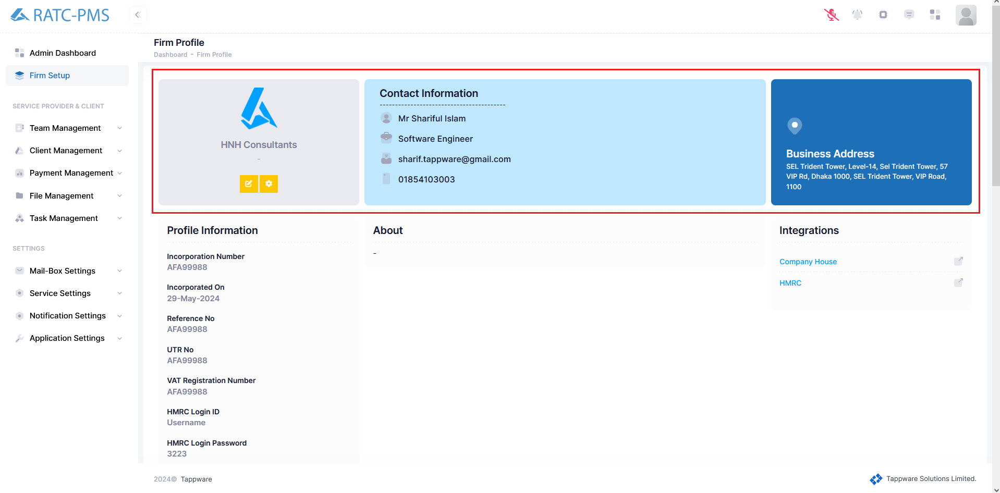 RATC-PMS
Admin Dashboard
Firm Setup
SERVICE PROVIDER & CLIENT
Team Management
Client Management
Payment Management
File Management
Task Management
SETTINGS
Mail-Box Settings
Service Settings
Notification Settings
Application Settings
Firm Profile
Dashboard - Firm Profile
HNH Consultants
-
Contact Information
Mr Shariful Islam
Software Engineer
sharif.tappware@gmail.com
01854103003
Business Address
SEL Trident Tower, Level-14, Sel Trident Tower, 57
VIP Rd, Dhaka 1000, SEL Trident Tower, VIP Road,
1100
Profile Information
Incorporation Number
AFA99988
Incorporated On
29-May-2024
Reference No
AFA99988
UTR No
AFA99988
VAT Registration Number
AFA99988
HMRC Login ID
Username
HMRC Login Password
3223
About
-
Integrations
Company House
HMRC
2024© Tappware
Tappware Solutions Limited.